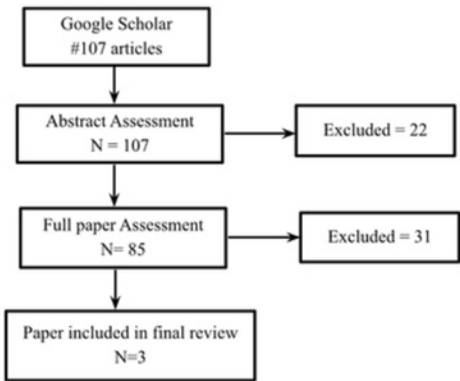 Google Scholar
#107 articles
Abstract Assessment
N = 107
Excluded = 22
Full paper Assessment
N= 85
Excluded = 31
Paper included in final review
N=3